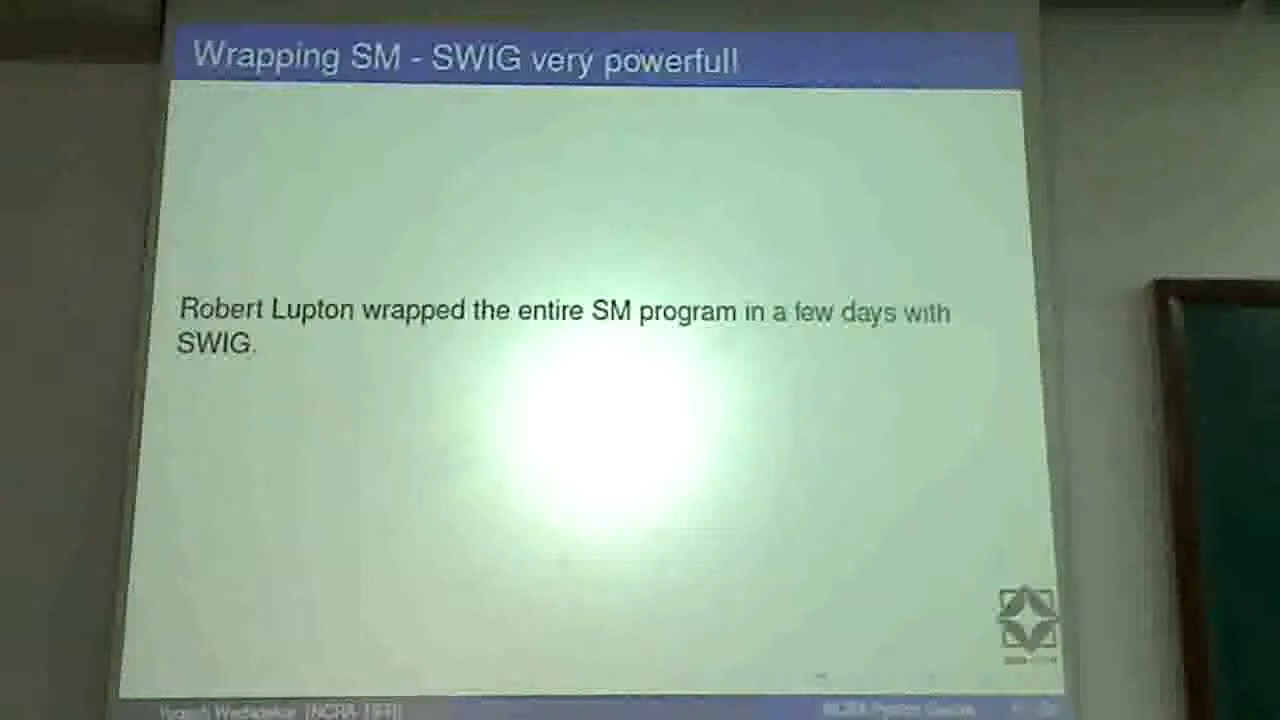 Wrapping SM - SWIG very powerful!
Robert Lupton wrapped the entire SM program in a few days with
SWIG.